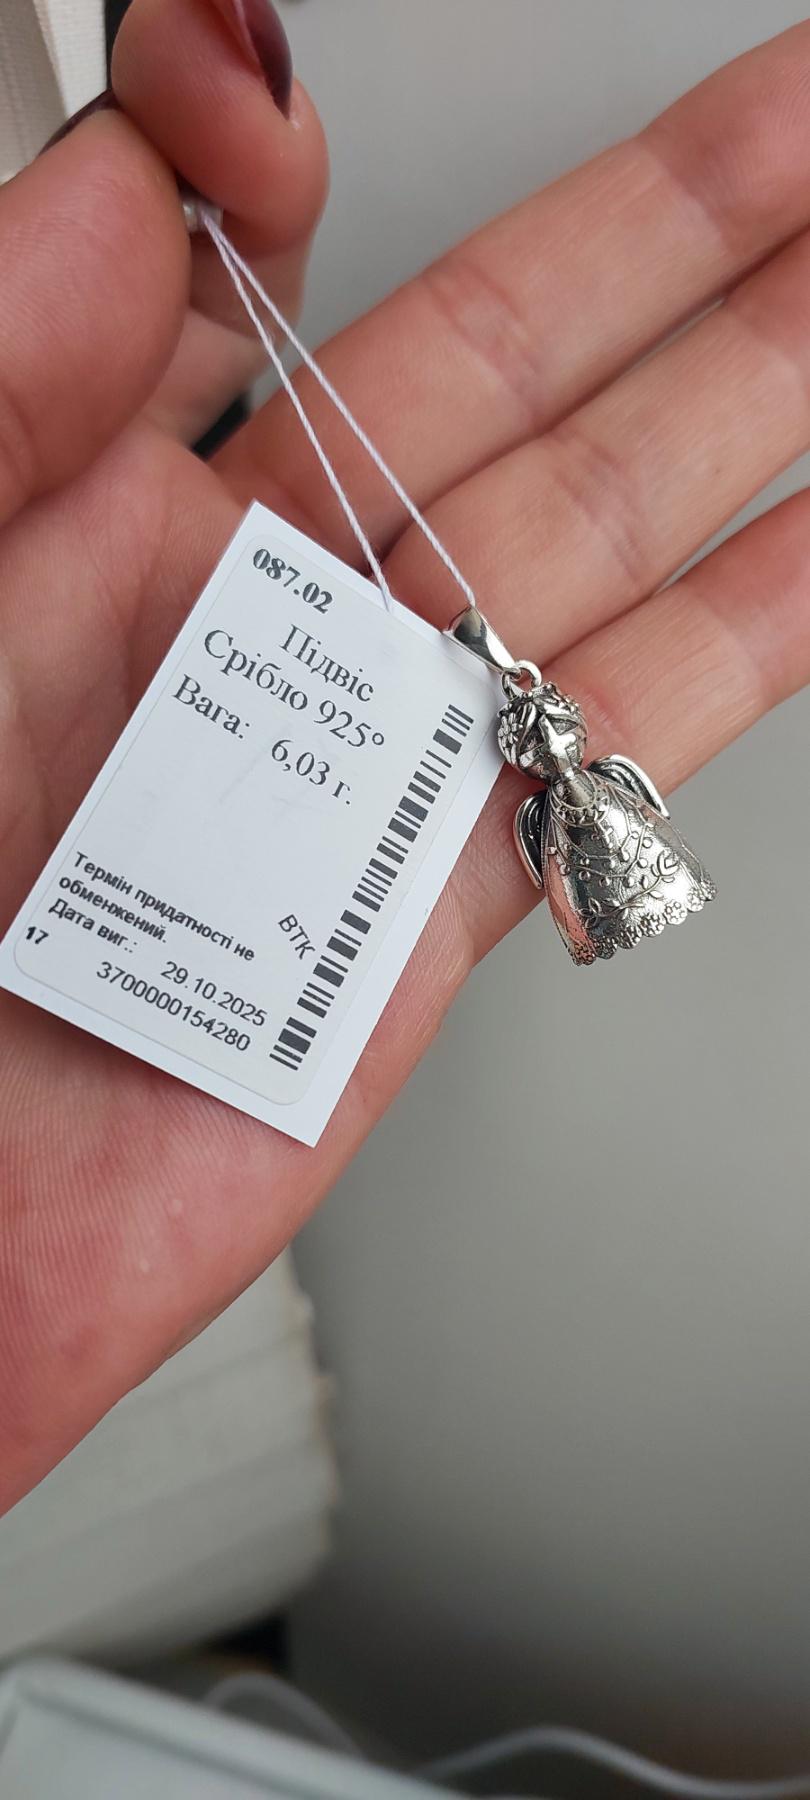 087.02
Підвіс
Срібло 925°
Вага: 6,03 г.
Термін придатності не
обменжений.
Дата виг.: 29.10.2025
17 3700000154280
ВТК